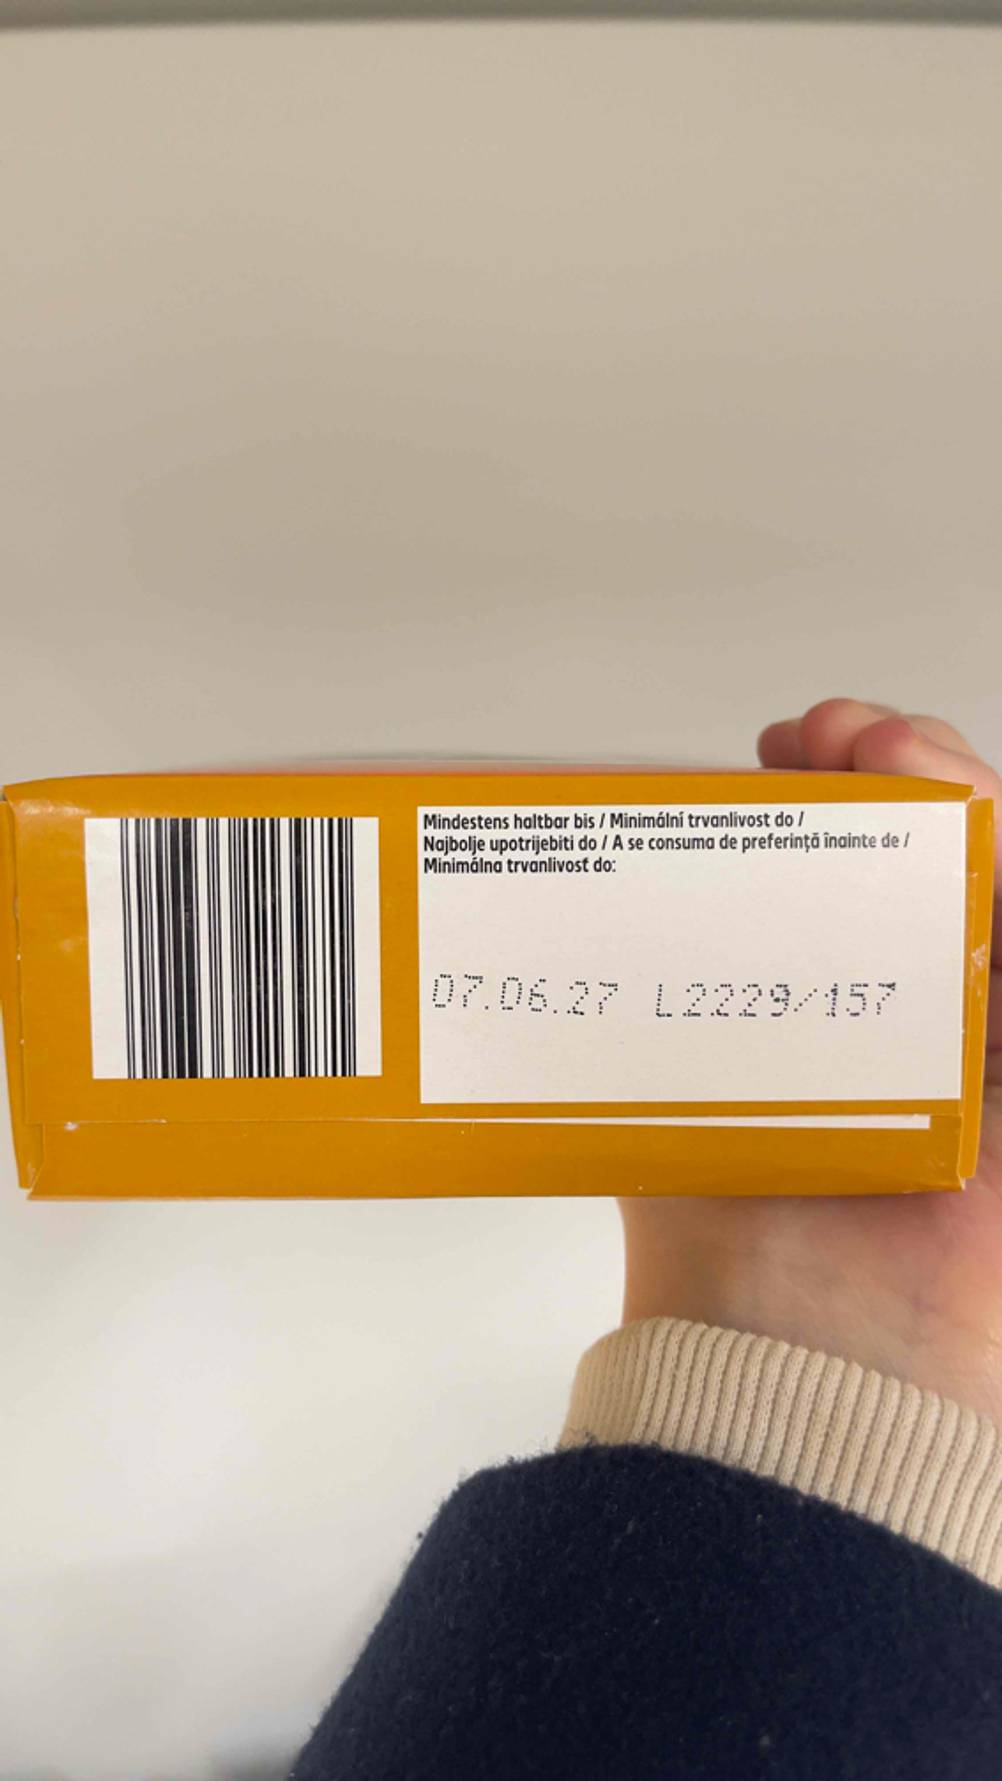 Mindestens haltbar bis / Minimální trvanlivost do /
Najbolje upotrijebiti do / A se consuma de preferinţă înainte de /
Minimálna trvanlivosť do:
07.06.27 L2229/157